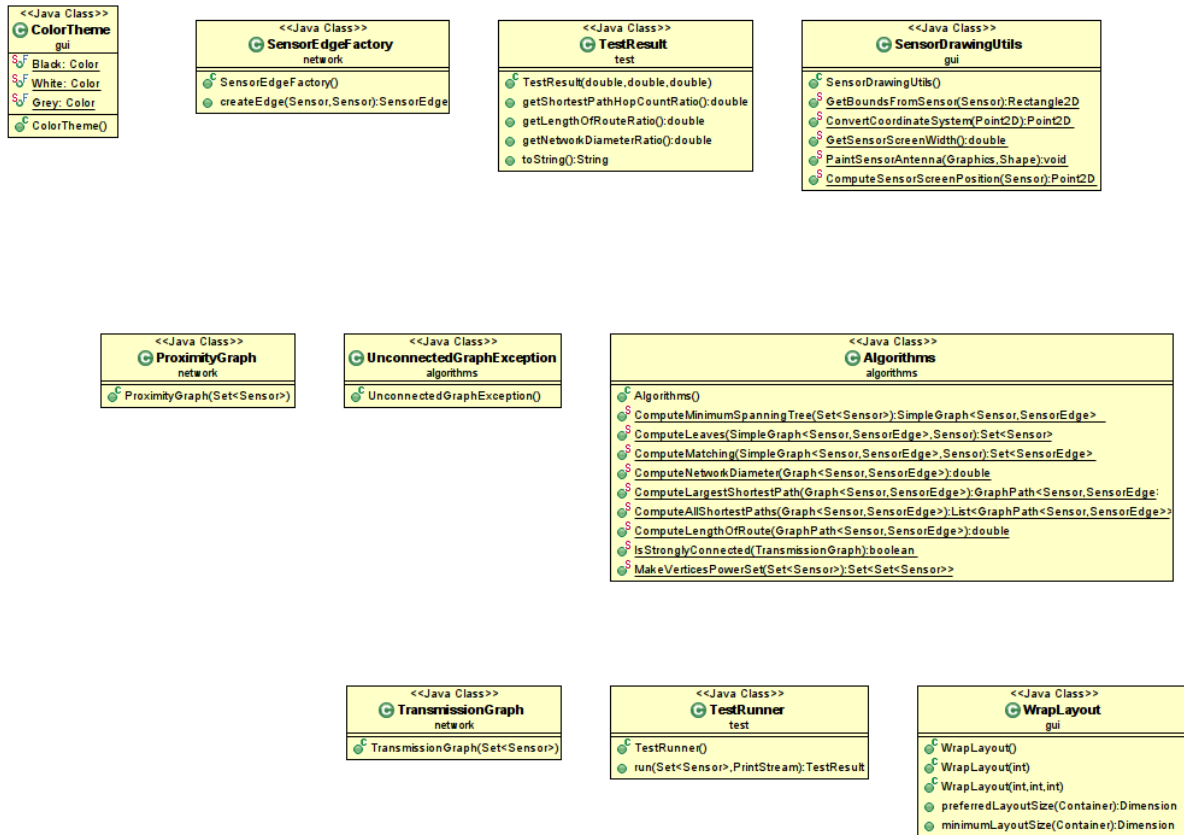 <<Java Class>>
ColorTheme
gui
Black: Color
White: Color
Grey: Color
ColorTheme()
<<Java Class>>
SensorEdgeFactory
network
SensorEdgeFactory()
createEdge(Sensor,Sensor):SensorEdge
<<Java Class>>
TestResult
test
TestResult(double,double,double)
getShortestPathHopCountRatio():double
getLengthOfRouteRatio():double
getNetworkDiameterRatio():double
toString():String
<<Java Class>>
SensorDrawingUtils
gui
SensorDrawingUtils()
GetBoundsFromSensor(Sensor):Rectangle2D
ConvertCoordinateSystem(Point2D):Point2D
GetSensorScreenWidth():double
PaintSensorAntenna(Graphics,Shape):void
ComputeSensorScreenPosition(Sensor):Point2D
<<Java Class>>
ProximityGraph
network
ProximityGraph(Set<Sensor>)
<<Java Class>>
UnconnectedGraphException
algorithms
UnconnectedGraphException()
<<Java Class>>
Algorithms
algorithms
Algorithms()
ComputeMinimumSpanningTree(Set<Sensor>):SimpleGraph<Sensor,SensorEdge>
ComputeLeaves(SimpleGraph<Sensor,SensorEdge>,Sensor):Set<Sensor>
ComputeMatching(SimpleGraph<Sensor,SensorEdge>,Sensor):Set<SensorEdge>
ComputeNetworkDiameter(Graph<Sensor,SensorEdge>):double
ComputeLargestShortestPath(Graph<Sensor,SensorEdge>):GraphPath<Sensor,SensorEdge
ComputeAllShortestPaths(Graph<Sensor,SensorEdge>):List<GraphPath<Sensor,SensorEdge>>
ComputeLengthOfRoute(GraphPath<Sensor,SensorEdge>):double
IsStronglyConnected(TransmissionGraph):boolean
MakeVerticesPowerSet(Set<Sensor>):Set<Set<Sensor>>
<<Java Class>>
TransmissionGraph
network
TransmissionGraph(Set<Sensor>)
<<Java Class>>
TestRunner
test
TestRunner()
run(Set<Sensor>,PrintStream):TestResult
<<Java Class>>
WrapLayout
gui
WrapLayout()
WrapLayout(int)
WrapLayout(int,int,int)
preferredLayoutSize(Container):Dimension
minimumLayoutSize(Container):Dimension